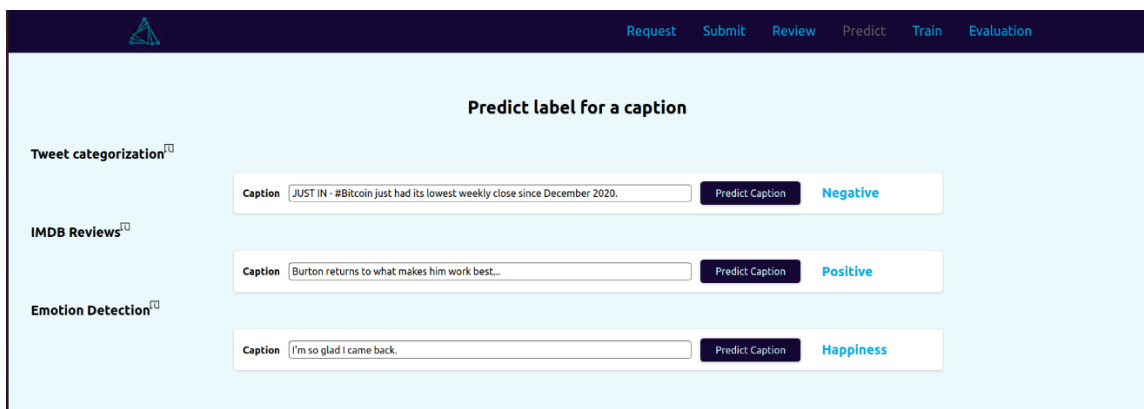 Request Submit Review Predict Train Evaluation
Predict label for a caption
Tweet categorization
Caption JUST IN - #Bitcoin just had its lowest weekly close since December 2020. Predict Caption Negative
IMDB Reviews
Caption Burton returns to what makes him work best... Predict Caption Positive
Emotion Detection
Caption I'm so glad I came back. Predict Caption Happiness